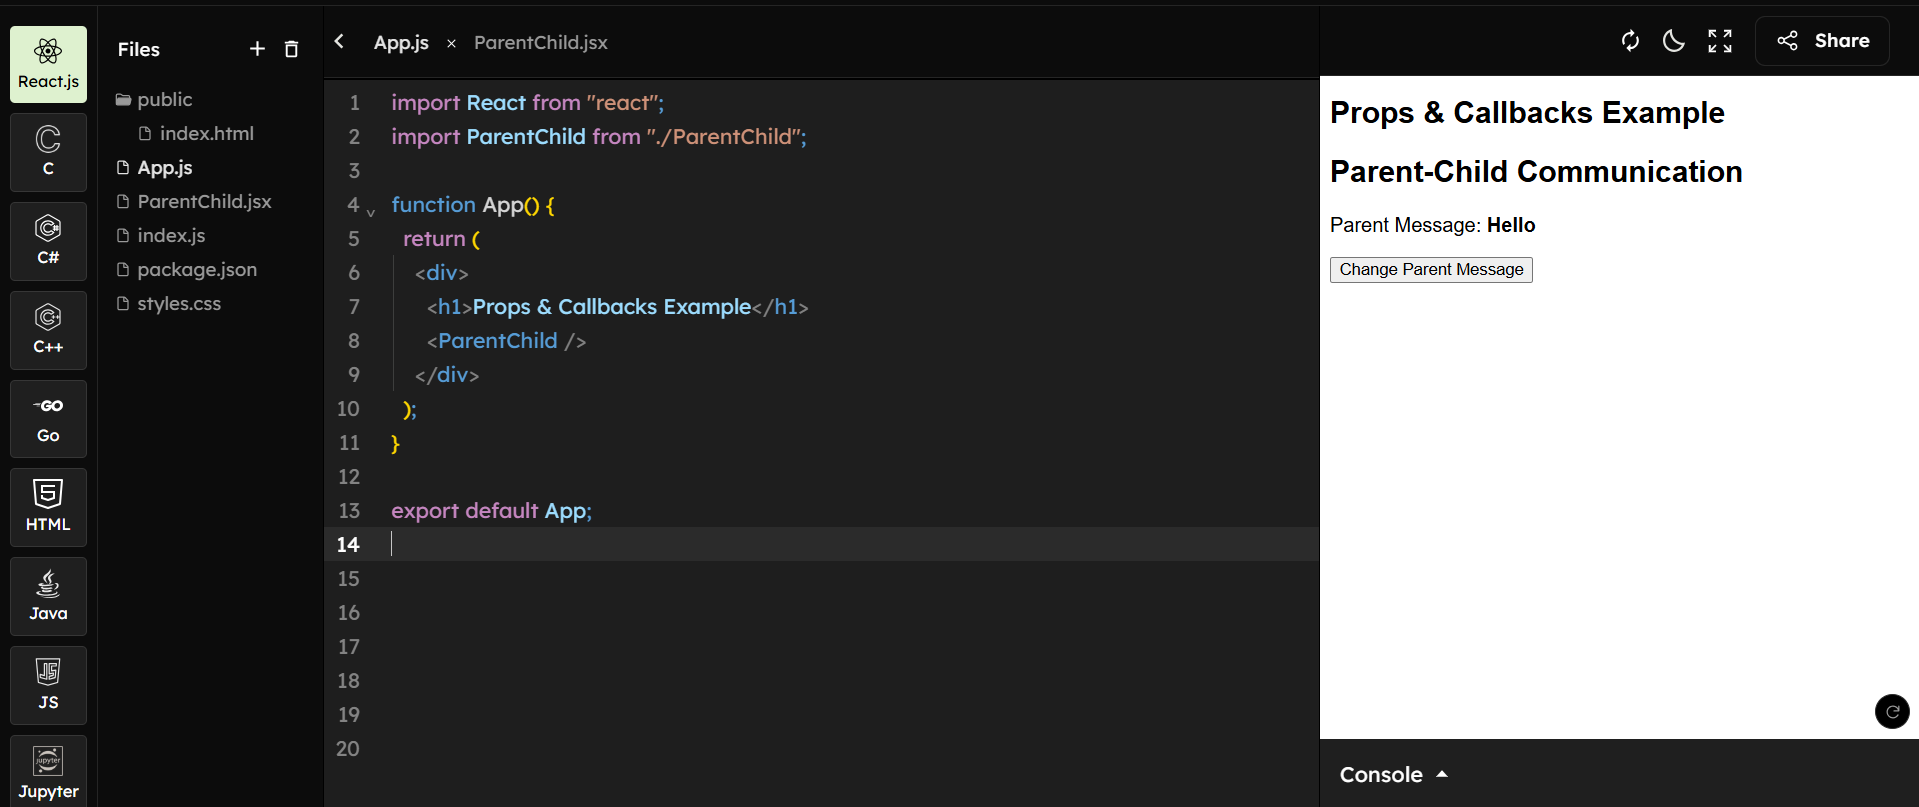 React.js
C
C#
C++
GO
Go
HTML
Java
JS
Jupyter
Files
public
index.html
App.js
ParentChild.jsx
index.js
package.json
styles.css
App.js × ParentChild.jsx
1 import React from "react";
2 import ParentChild from "./ParentChild";
3
4 function App() {
5 return (
6 <div>
7 <h1>Props & Callbacks Example</h1>
8 <ParentChild />
9 </div>
10 );
11 }
12
13 export default App;
14
15
16
17
18
19
20
Share
Props & Callbacks Example
Parent-Child Communication
Parent Message: Hello
Change Parent Message
Console